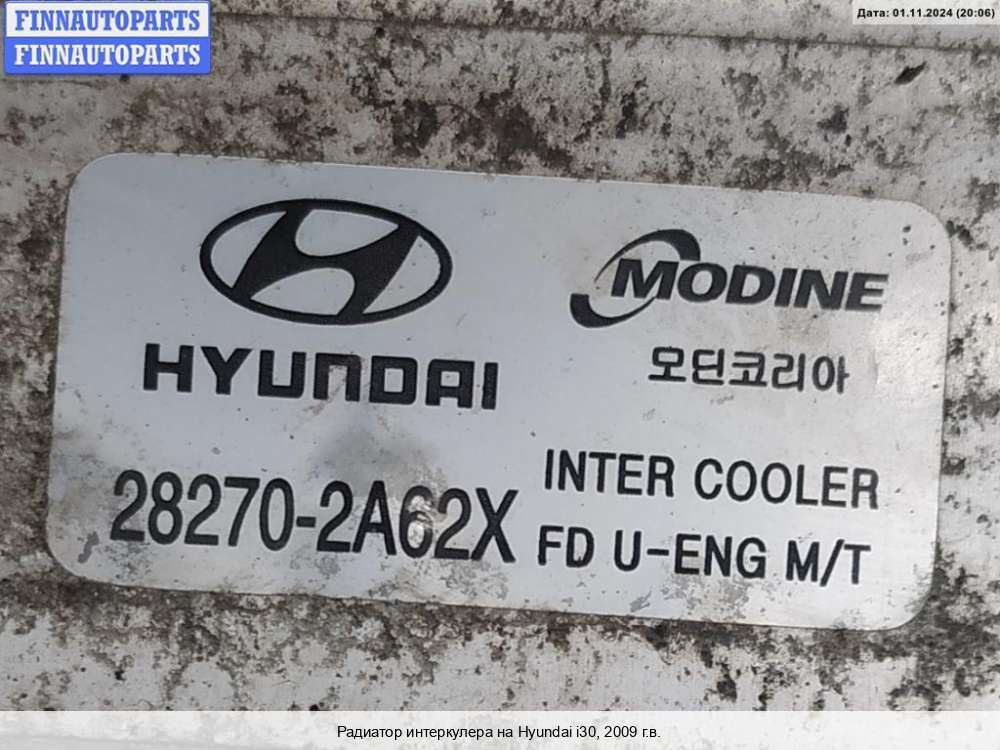 FINNAUTOPARTS
FINNAUTOPARTS
Дата: 01.11.2024 (20:06)
HYUNDAI
MODINE
모딘코리아
28270-2A62X
INTER COOLER
FD U-ENG M/T
Радиатор интеркулера на Hyundai i30, 2009 г.в.